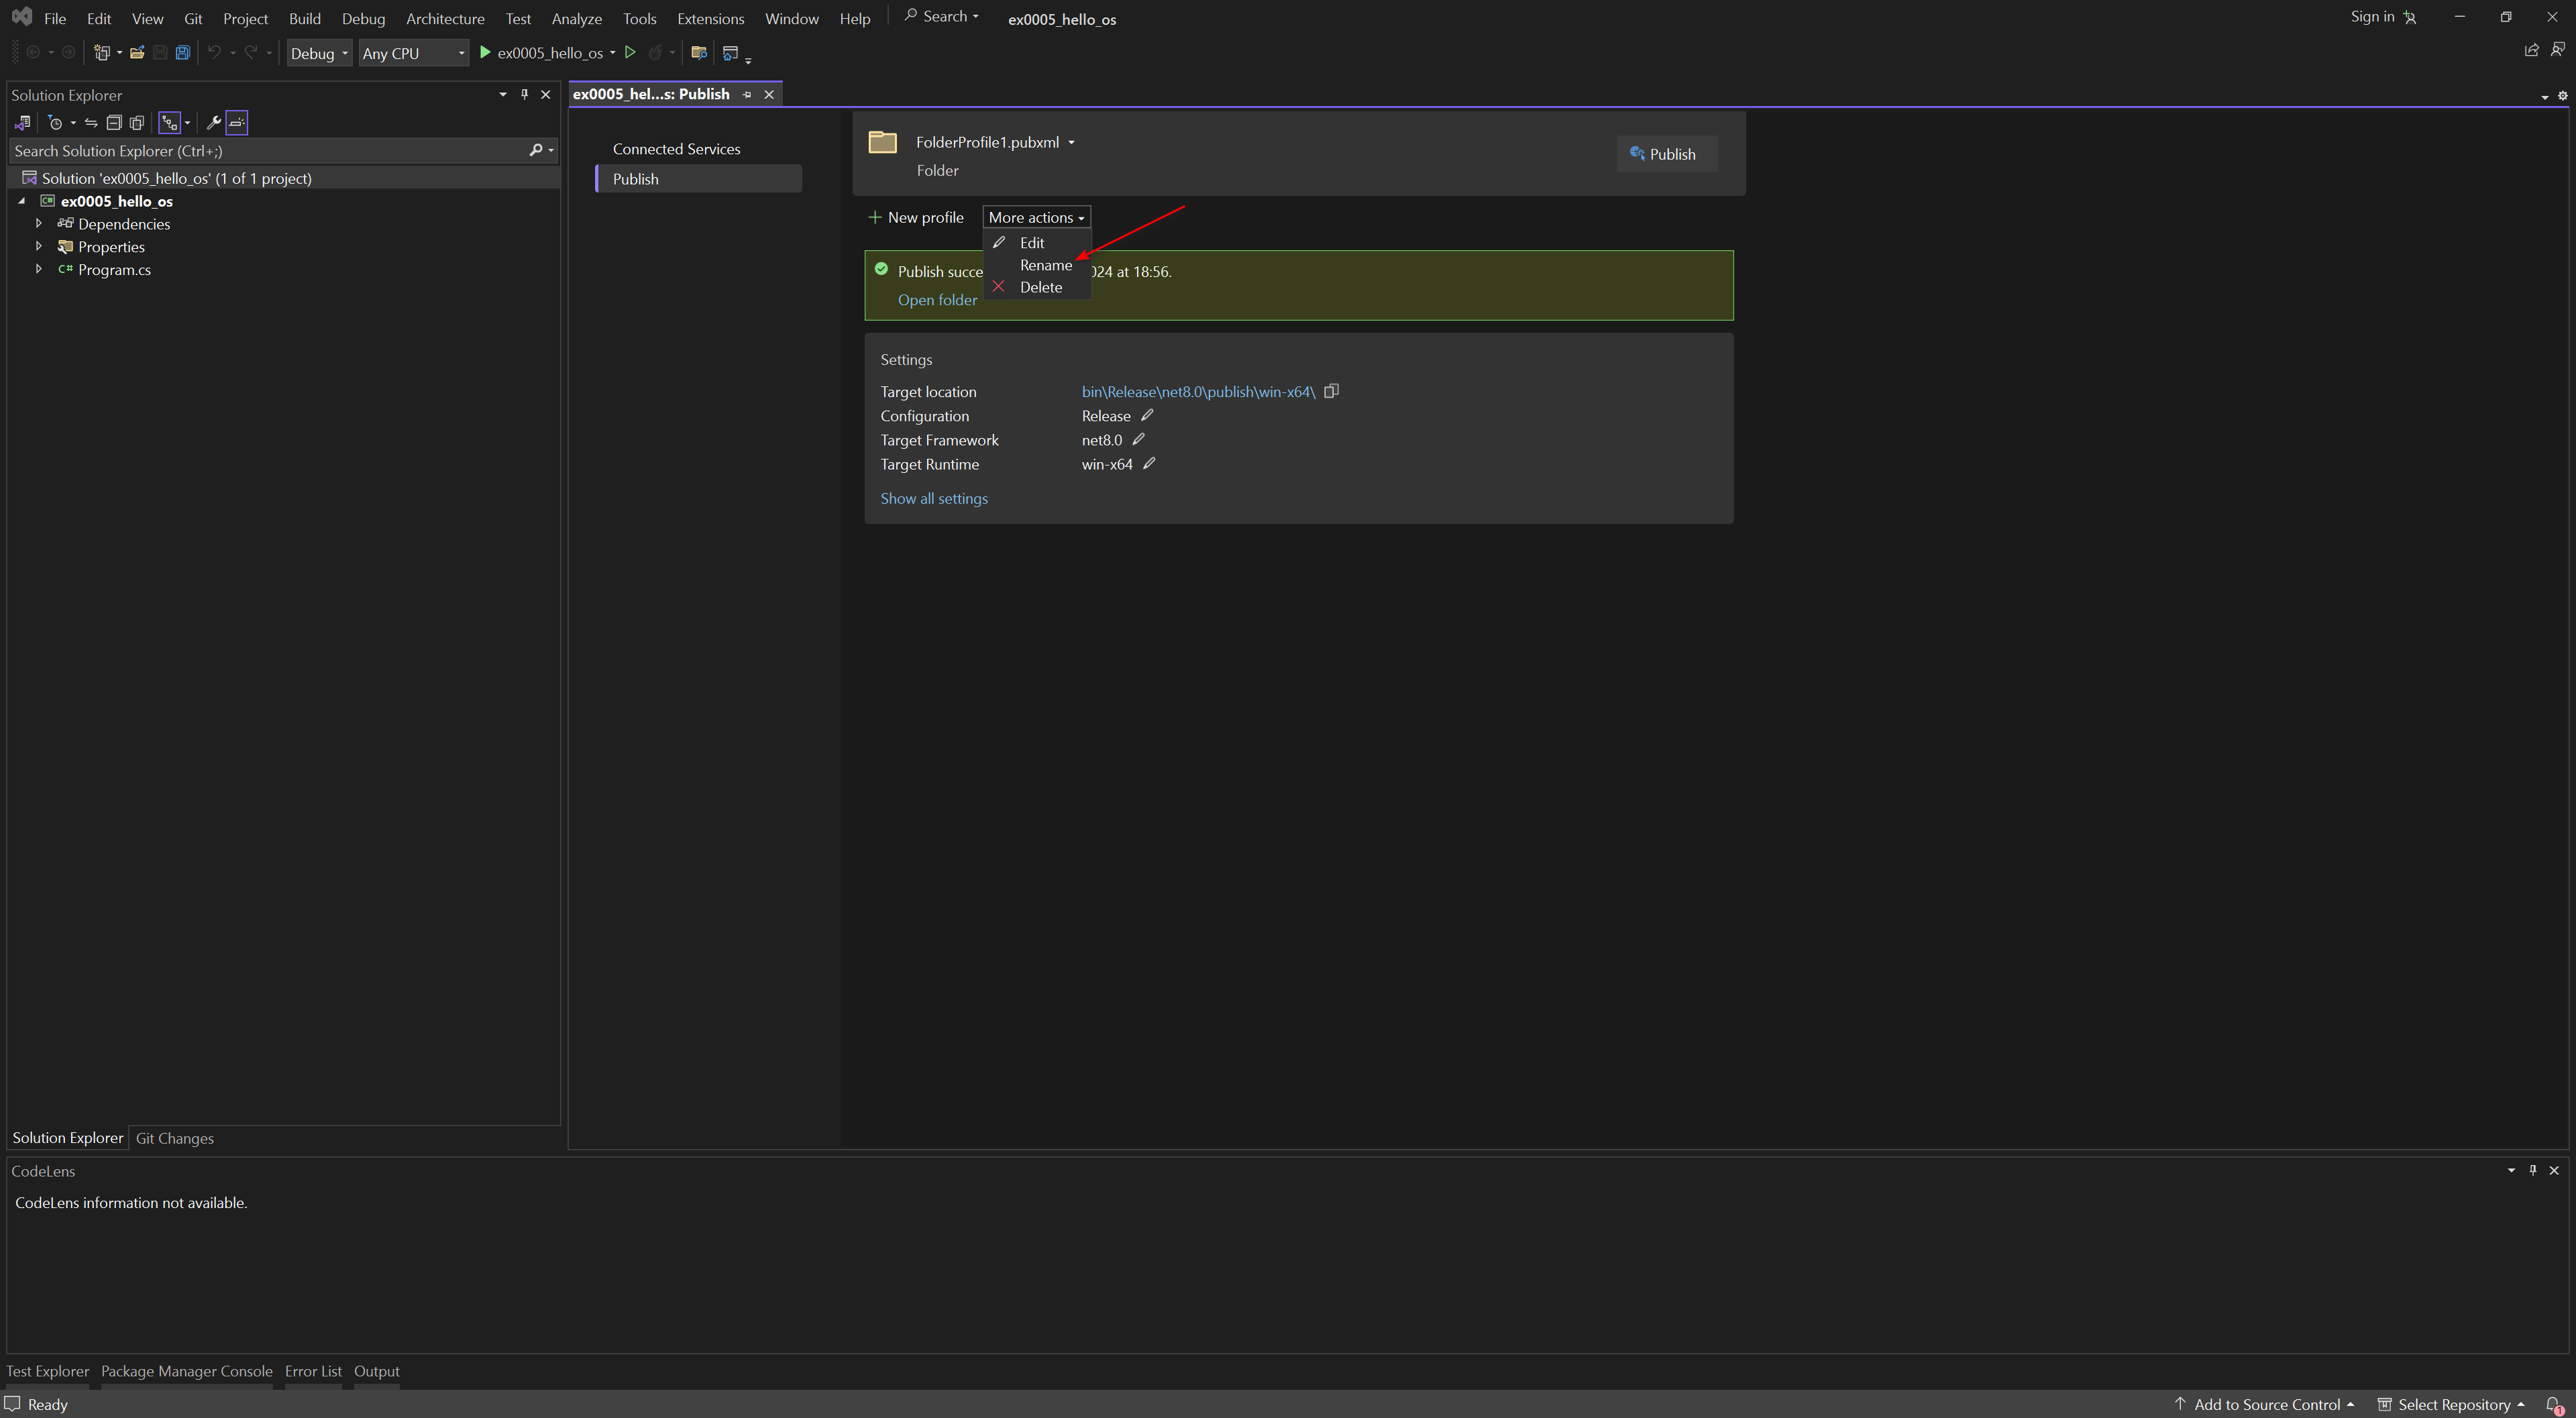 File Edit View Git Project Build Debug Architecture Test Analyze Tools Extensions Window Help Search ex0005_hello_os Sign in
Debug Any CPU ex0005_hello_os
Solution Explorer
Search Solution Explorer (Ctrl+;)
Solution 'ex0005_hello_os' (1 of 1 project)
C# ex0005_hello_os
Dependencies
Properties
C# Program.cs
Solution Explorer Git Changes
ex0005_hel...s: Publish
Connected Services
Publish
FolderProfile1.pubxml
Folder
Publish
New profile More actions
Edit
Rename
Delete
Publish succe 024 at 18:56.
Open folder
Settings
Target location bin\Release\net8.0\publish\win-x64\
Configuration Release
Target Framework net8.0
Target Runtime win-x64
Show all settings
CodeLens
CodeLens information not available.
Test Explorer Package Manager Console Error List Output
Ready Add to Source Control Select Repository 1